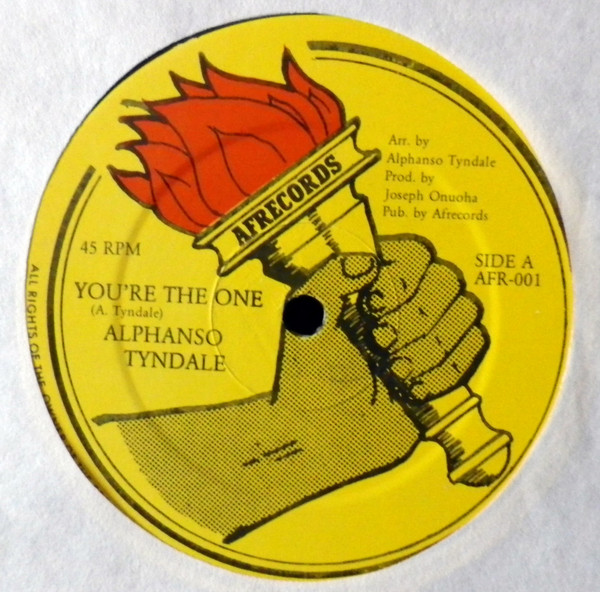 AFRECORDS
Arr. by
Alphanso Tyndale
Prod. by
Joseph Onuoha
Pub. by Afrecords
45 RPM
SIDE A
AFR-001
YOU'RE THE ONE
(A. Tyndale)
ALPHANSO
TYNDALE
ALL RIGHTS OF THE